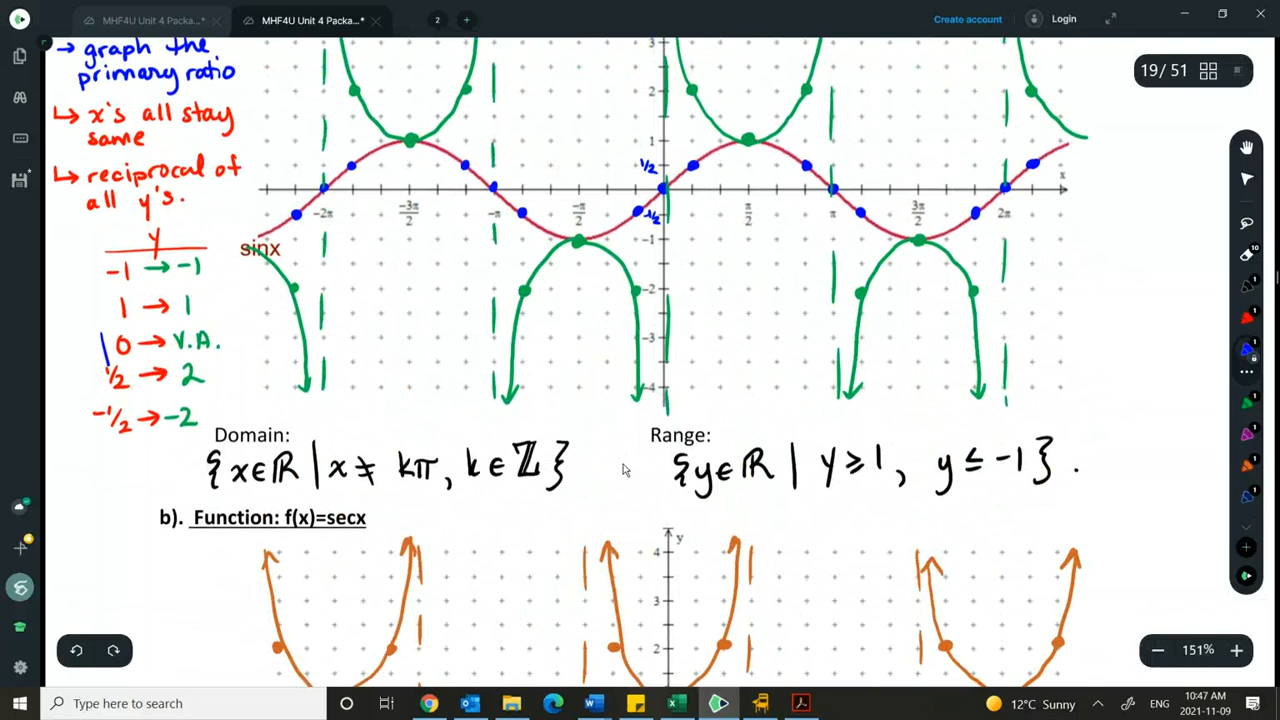 MHF4U Unit 4 Packa...*
MHF4U Unit 4 Packa...*
2
Create account
Login
19/51
→ graph the
primary ratio
↳ x's all stay
same
↳ reciprocal of
all y's.
y
-1 → -1
1 → 1
0 → V.A.
1/2 → 2
-1/2 → -2
3
2
1
-1
-2
-3
-4
x
1/2
-1/2
-2π
-3π/2
-π
-π/2
π/2
π
3π/2
2π
sinx
Domain:
{x∈ℝ | x ≠ kπ, k∈ℤ}
Range:
{y∈ℝ | y ≥ 1, y ≤ -1}.
b). Function: f(x)=secx
y
4
3
2
151%
Type here to search
12°C Sunny
10:47 AM
2021-11-09